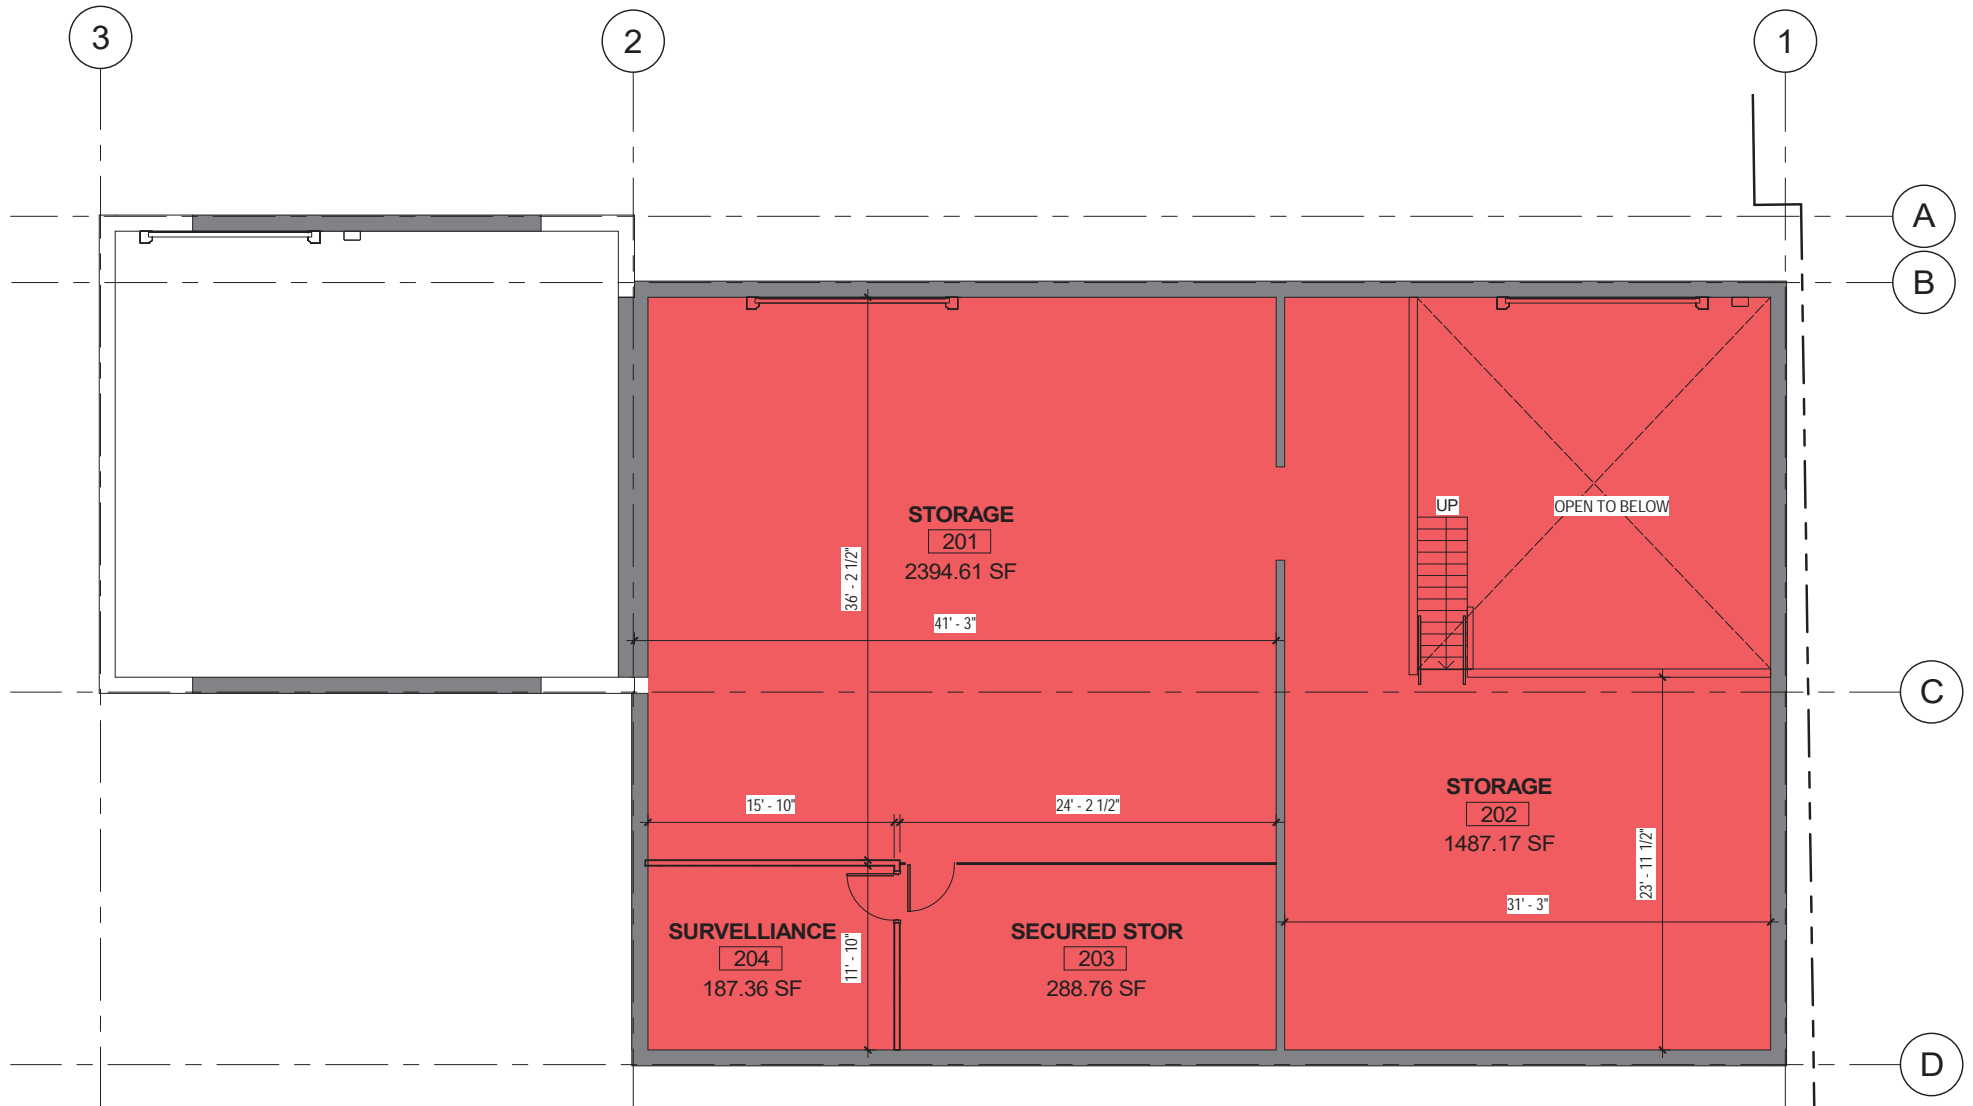 3
2
1
A
B
UP
OPEN TO BELOW
STORAGE
201
2394.61 SF
36' - 2 1/2"
41' - 3"
C
15' - 10"
24' - 2 1/2"
STORAGE
202
1487.17 SF
23' - 11 1/2"
31' - 3"
SURVELLIANCE
204
187.36 SF
11' - 10"
SECURED STOR
203
288.76 SF
D